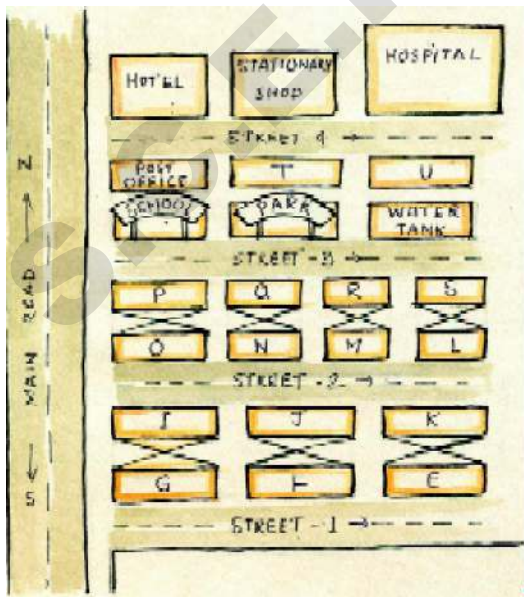 HOTEL
STATIONARY
SHOP
HOSPITAL
STREET 4
POST
OFFICE
T
U
SCHOOL
PARK
WATER
TANK
STREET - 3
P
Q
R
S
O
N
M
L
STREET - 2
I
J
K
G
E
STREET - 1
N
MAIN ROAD
S